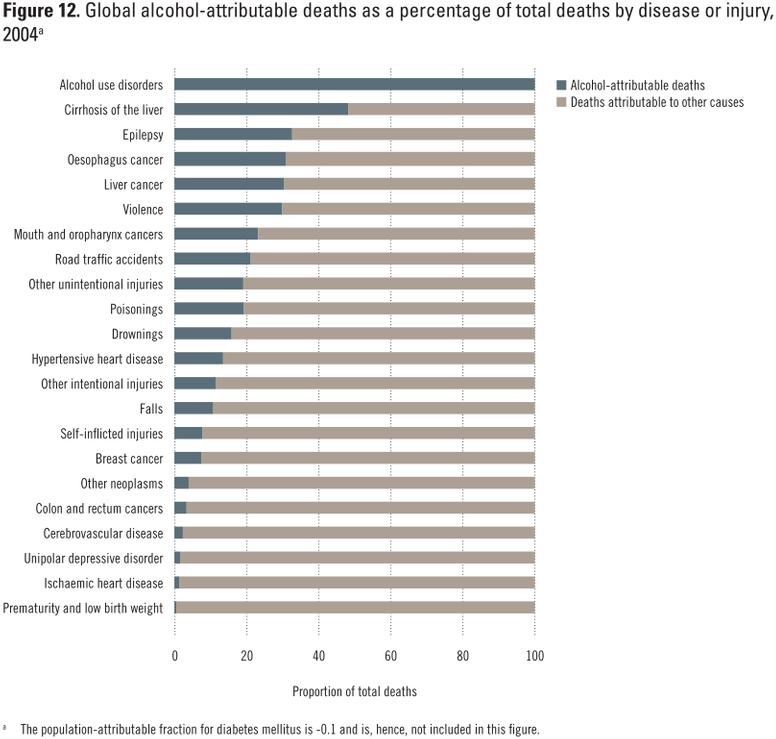 Figure 12. Global alcohol-attributable deaths as a percentage of total deaths by disease or injury,
2004a
Alcohol use disorders
Cirrhosis of the liver
Epilepsy
Oesophagus cancer
Liver cancer
Violence
Mouth and oropharynx cancers
Road traffic accidents
Other unintentional injuries
Poisonings
Drownings
Hypertensive heart disease
Other intentional injuries
Falls
Self-inflicted injuries
Breast cancer
Other neoplasms
Colon and rectum cancers
Cerebrovascular disease
Unipolar depressive disorder
Ischaemic heart disease
Prematurity and low birth weight
Alcohol-attributable deaths
Deaths attributable to other causes
0 20 40 60 80 100
Proportion of total deaths
a The population-attributable fraction for diabetes mellitus is -0.1 and is, hence, not included in this figure.